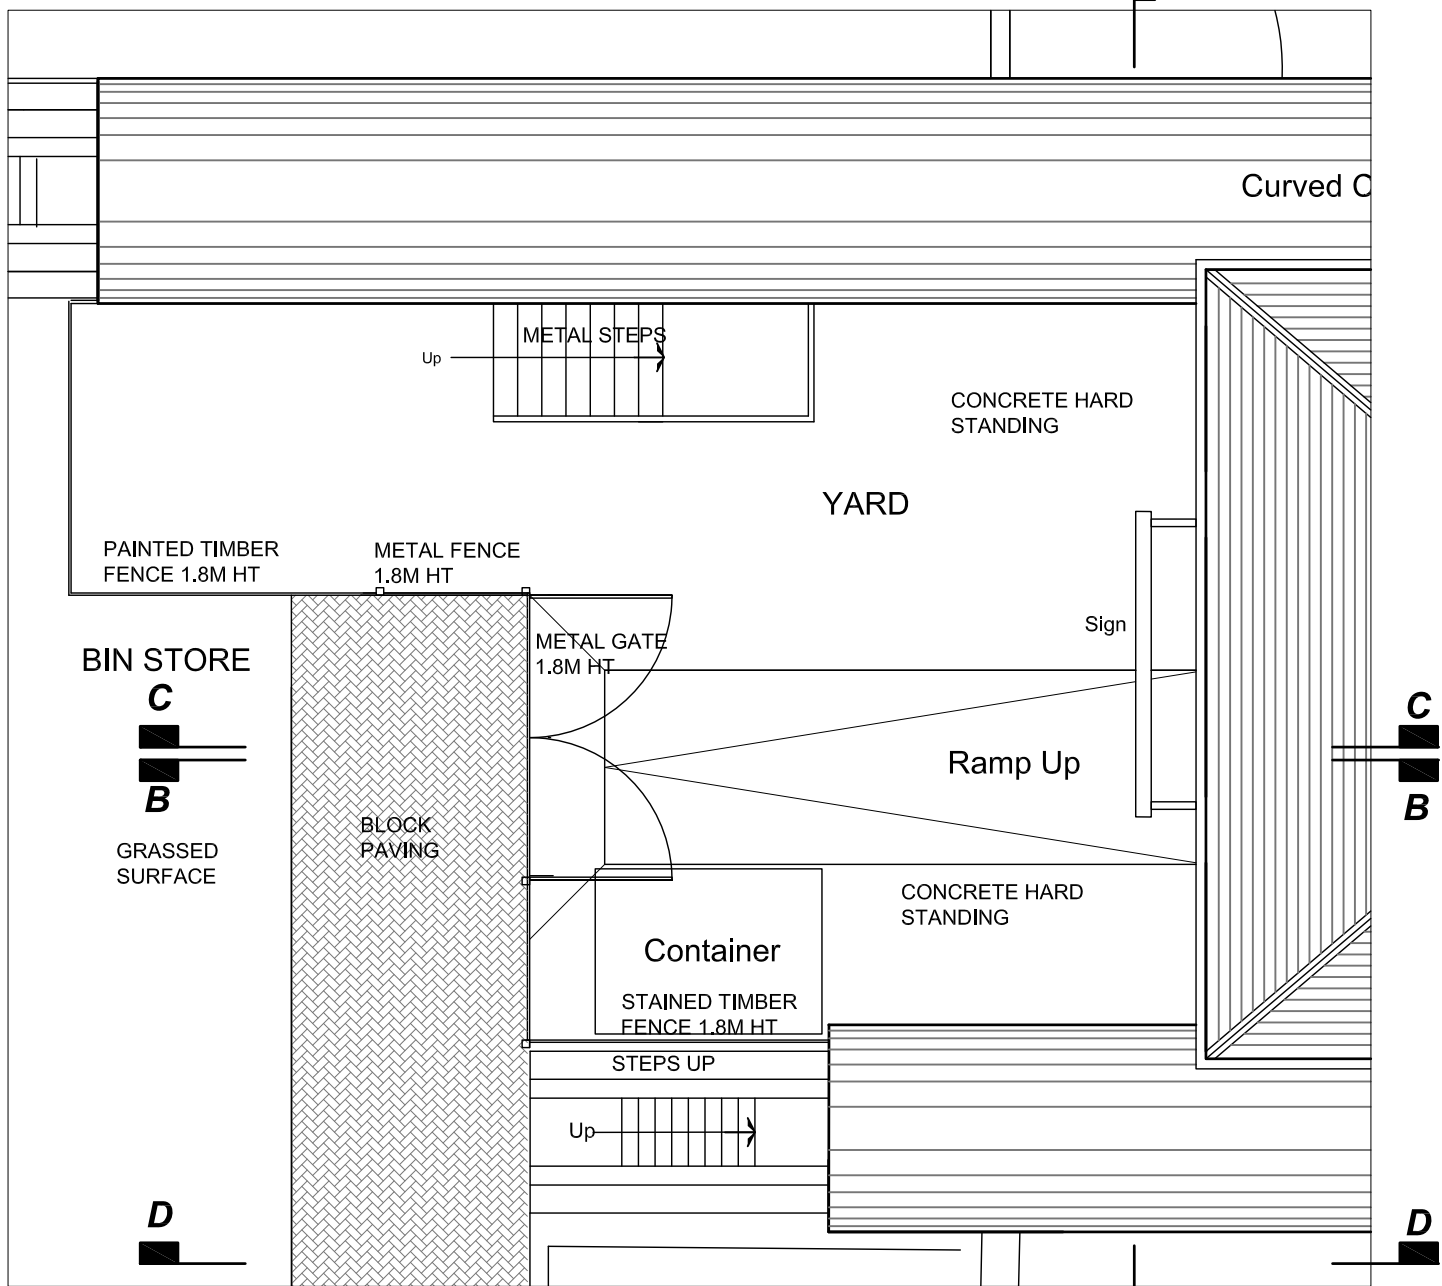 Curved C
METAL STEPS
Up
CONCRETE HARD
STANDING
YARD
PAINTED TIMBER
FENCE 1.8M HT
METAL FENCE
1.8M HT
Sign
METAL GATE
1.8M HT
BIN STORE
C
C
Ramp Up
B
B
BLOCK
PAVING
GRASSED
SURFACE
CONCRETE HARD
STANDING
Container
STAINED TIMBER
FENCE 1.8M HT
STEPS UP
Up
D
D